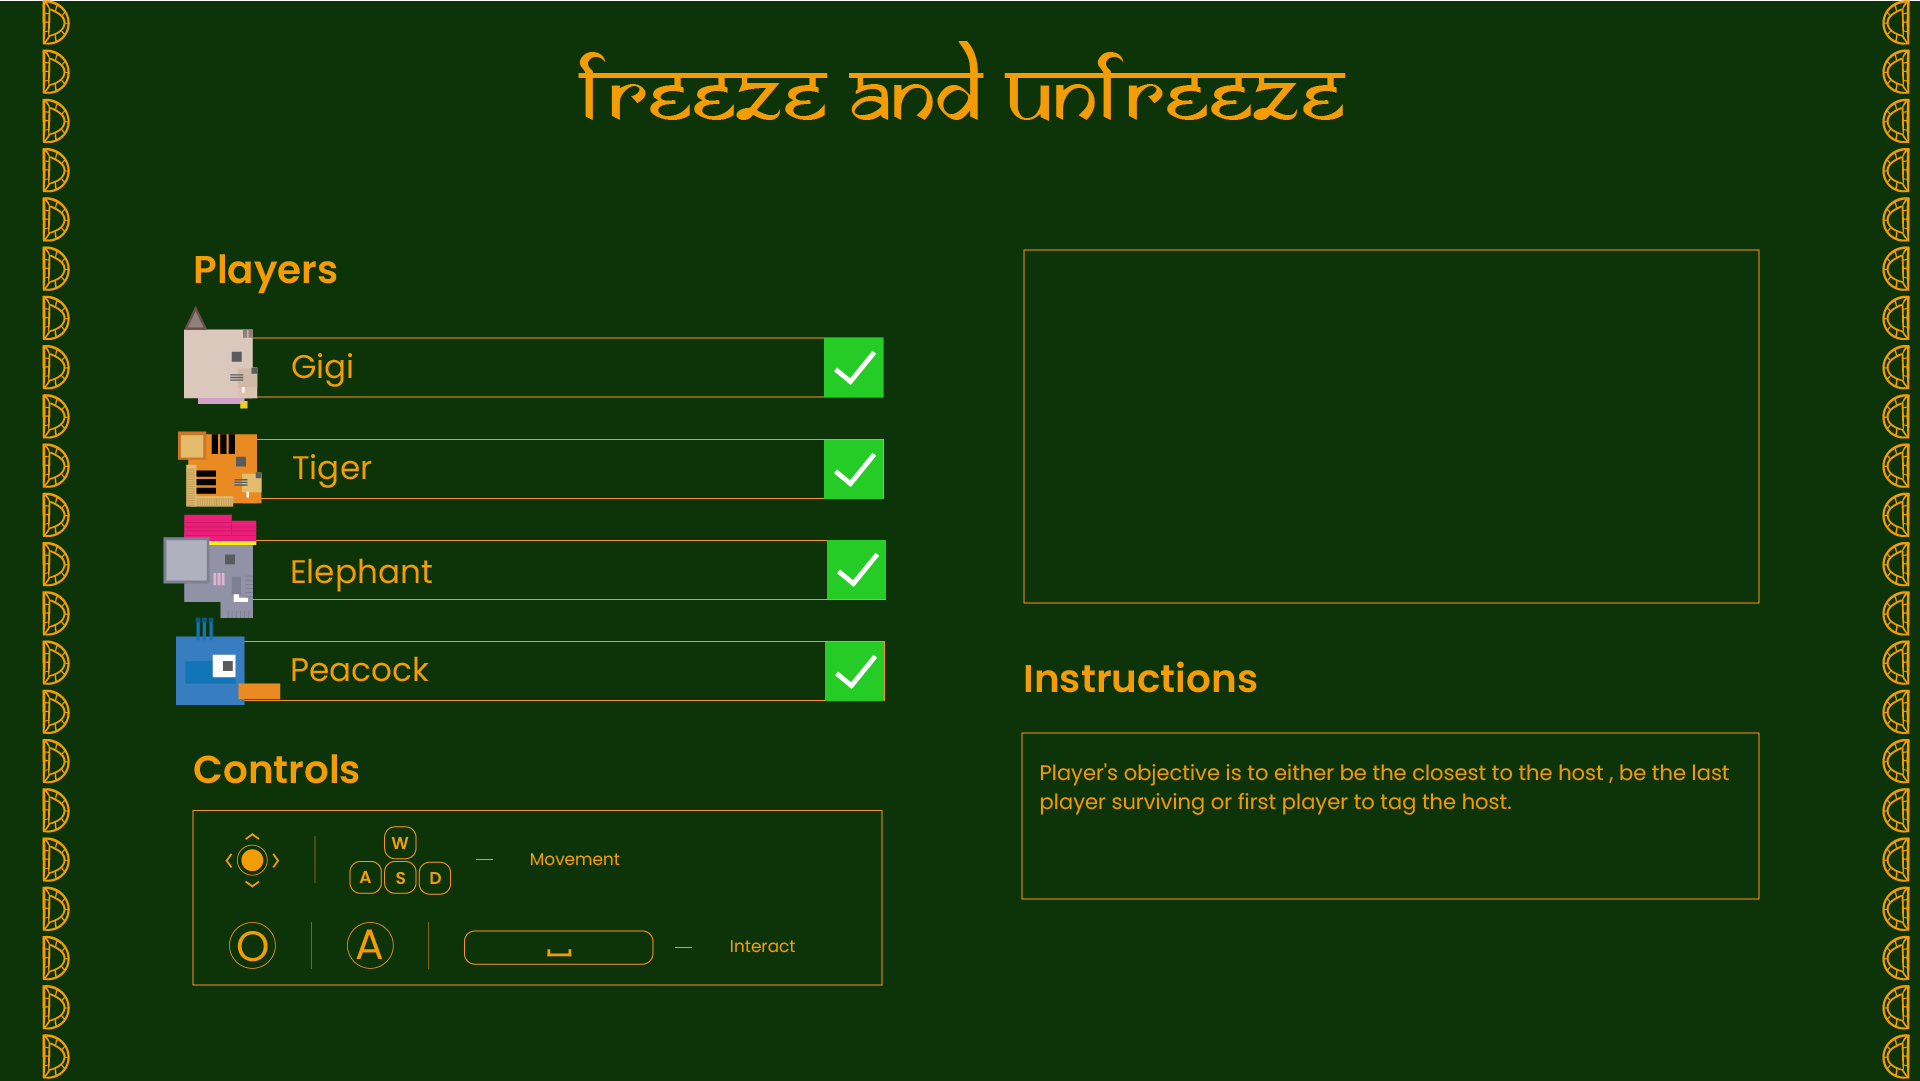 freeze and unfreeze
Players
Gigi
Tiger
Elephant
Peacock
Controls
W
A S D
Movement
O
A
Interact
Instructions
Player's objective is to either be the closest to the host , be the last
player surviving or first player to tag the host.